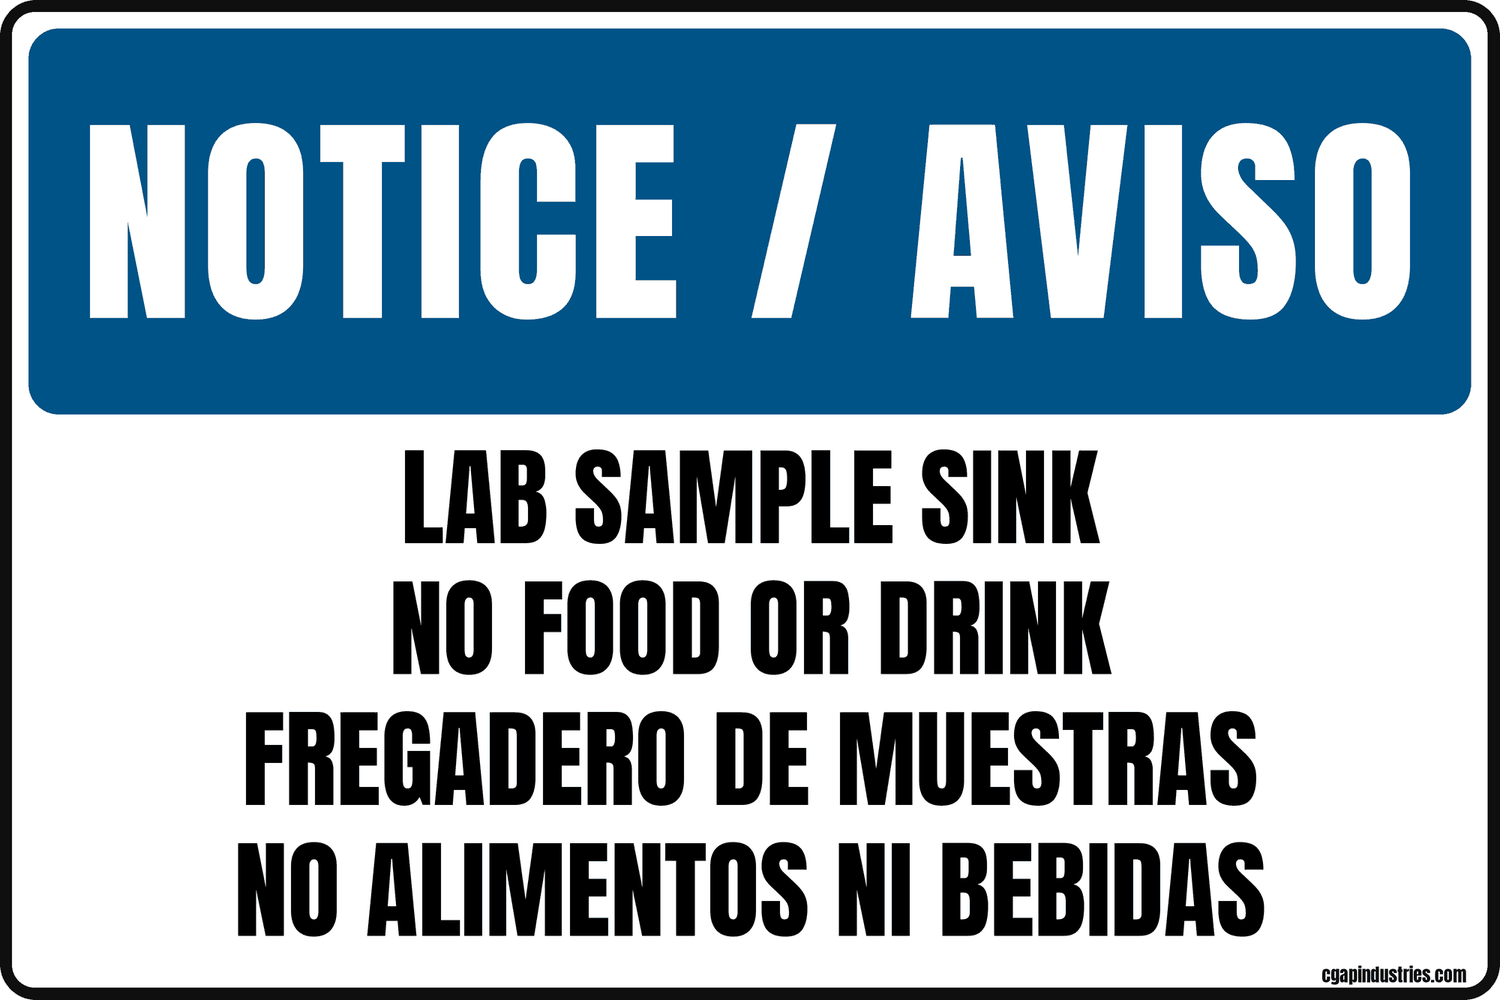 NOTICE / AVISO
LAB SAMPLE SINK
NO FOOD OR DRINK
FREGADERO DE MUESTRAS
NO ALIMENTOS NI BEBIDAS
cgapindustries.com